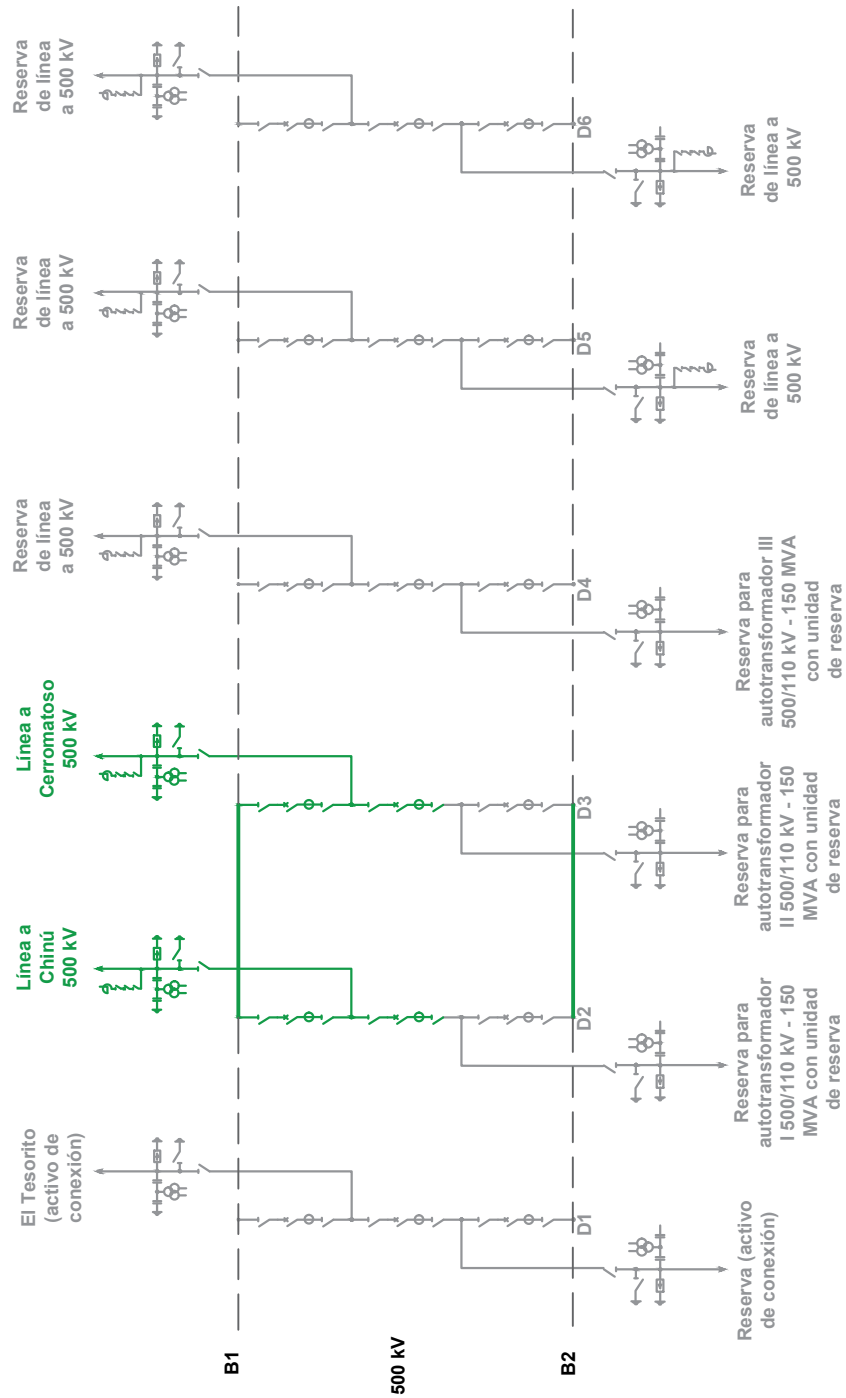 El Tesorito
(activo de
conexión)
Línea a
Chinú
500 kV
Línea a
Cerromatoso
500 kV
Reserva
de línea
a 500 kV
Reserva
de línea
a 500 kV
Reserva
de línea
a 500 kV
B1
500 kV
B2
D1
D2
D3
D4
D5
D6
Reserva (activo
de conexión)
Reserva para
autotransformador
I 500/110 kV - 150
MVA con unidad
de reserva
Reserva para
autotransformador
II 500/110 kV - 150
MVA con unidad
de reserva
Reserva para
autotransformador III
500/110 kV - 150 MVA
con unidad
de reserva
Reserva
de línea a
500 kV
Reserva
de línea a
500 kV